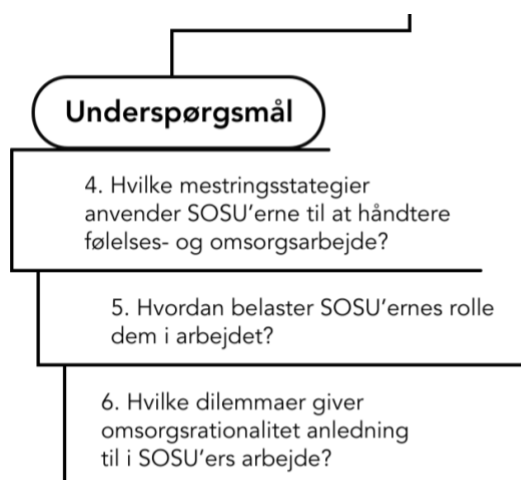 Underspørgsmål
4. Hvilke mestringsstategier
anvender SOSU'erne til at håndtere
følelses- og omsorgsarbejde?
5. Hvordan belaster SOSU'ernes rolle
dem i arbejdet?
6. Hvilke dilemmaer giver
omsorgsrationalitet anledning
til i SOSU'ers arbejde?